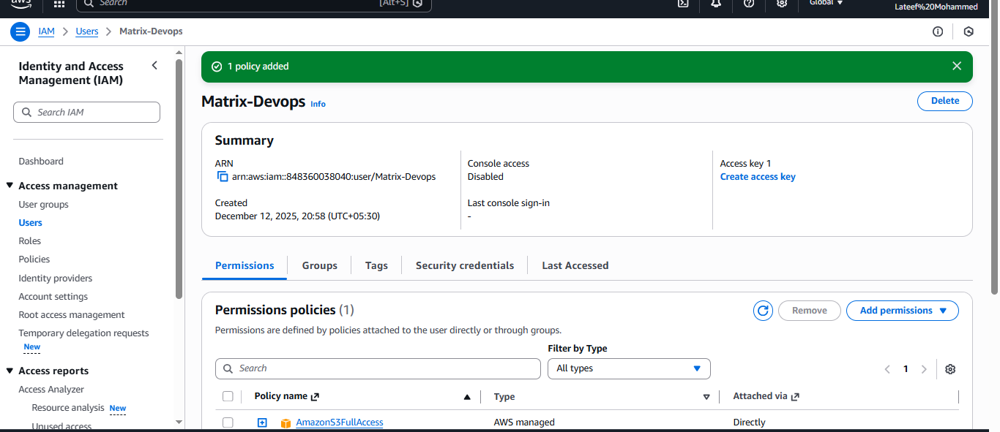 aws
Search
[Alt+S]
Global
Lateef%20Mohammed
IAM
Users
Matrix-Devops
Identity and Access
Management (IAM)
Search IAM
Dashboard
Access management
User groups
Users
Roles
Policies
Identity providers
Account settings
Root access management
Temporary delegation requests
New
Access reports
Access Analyzer
Resource analysis New
Unused access
1 policy added
Matrix-Devops Info
Delete
Summary
ARN
arn:aws:iam::848360038040:user/Matrix-Devops
Created
December 12, 2025, 20:58 (UTC+05:30)
Console access
Disabled
Last console sign-in
-
Access key 1
Create access key
Permissions
Groups
Tags
Security credentials
Last Accessed
Permissions policies (1)
Remove
Add permissions
Permissions are defined by policies attached to the user directly or through groups.
Filter by Type
Search
All types
1
Policy name
Type
Attached via
AmazonS3FullAccess
AWS managed
Directly